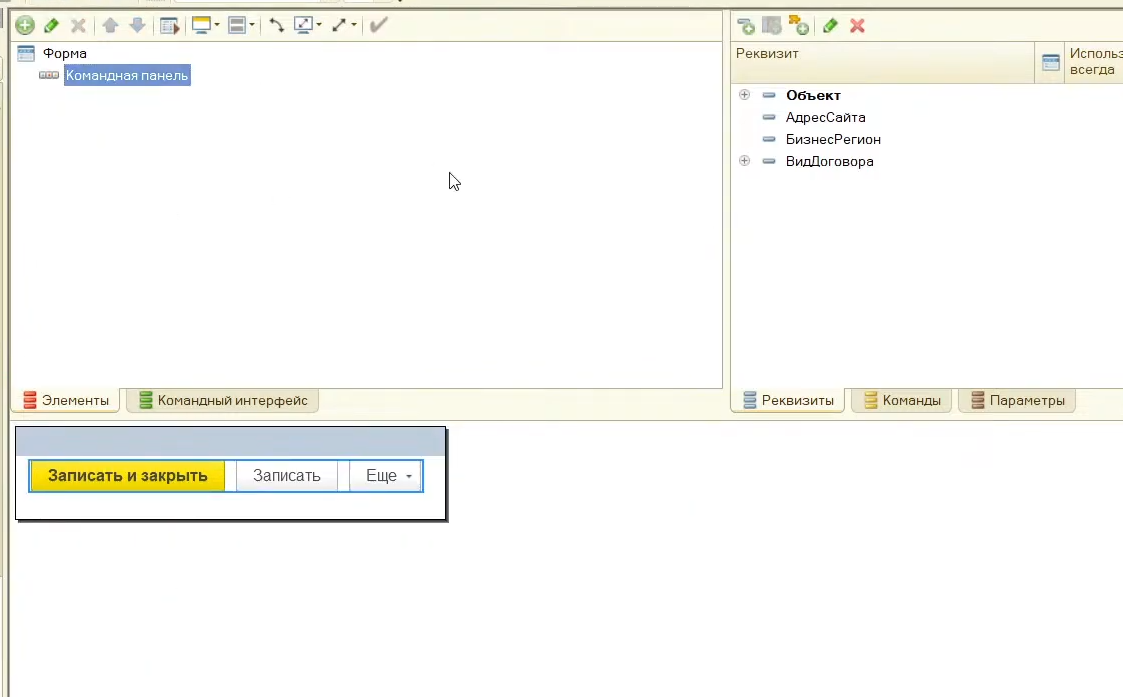 Форма
Командная панель
Элементы
Командный интерфейс
Реквизит
Использ
всегда
Объект
АдресСайта
БизнесРегион
ВидДоговора
Реквизиты
Команды
Параметры
Записать и закрыть
Записать
Еще